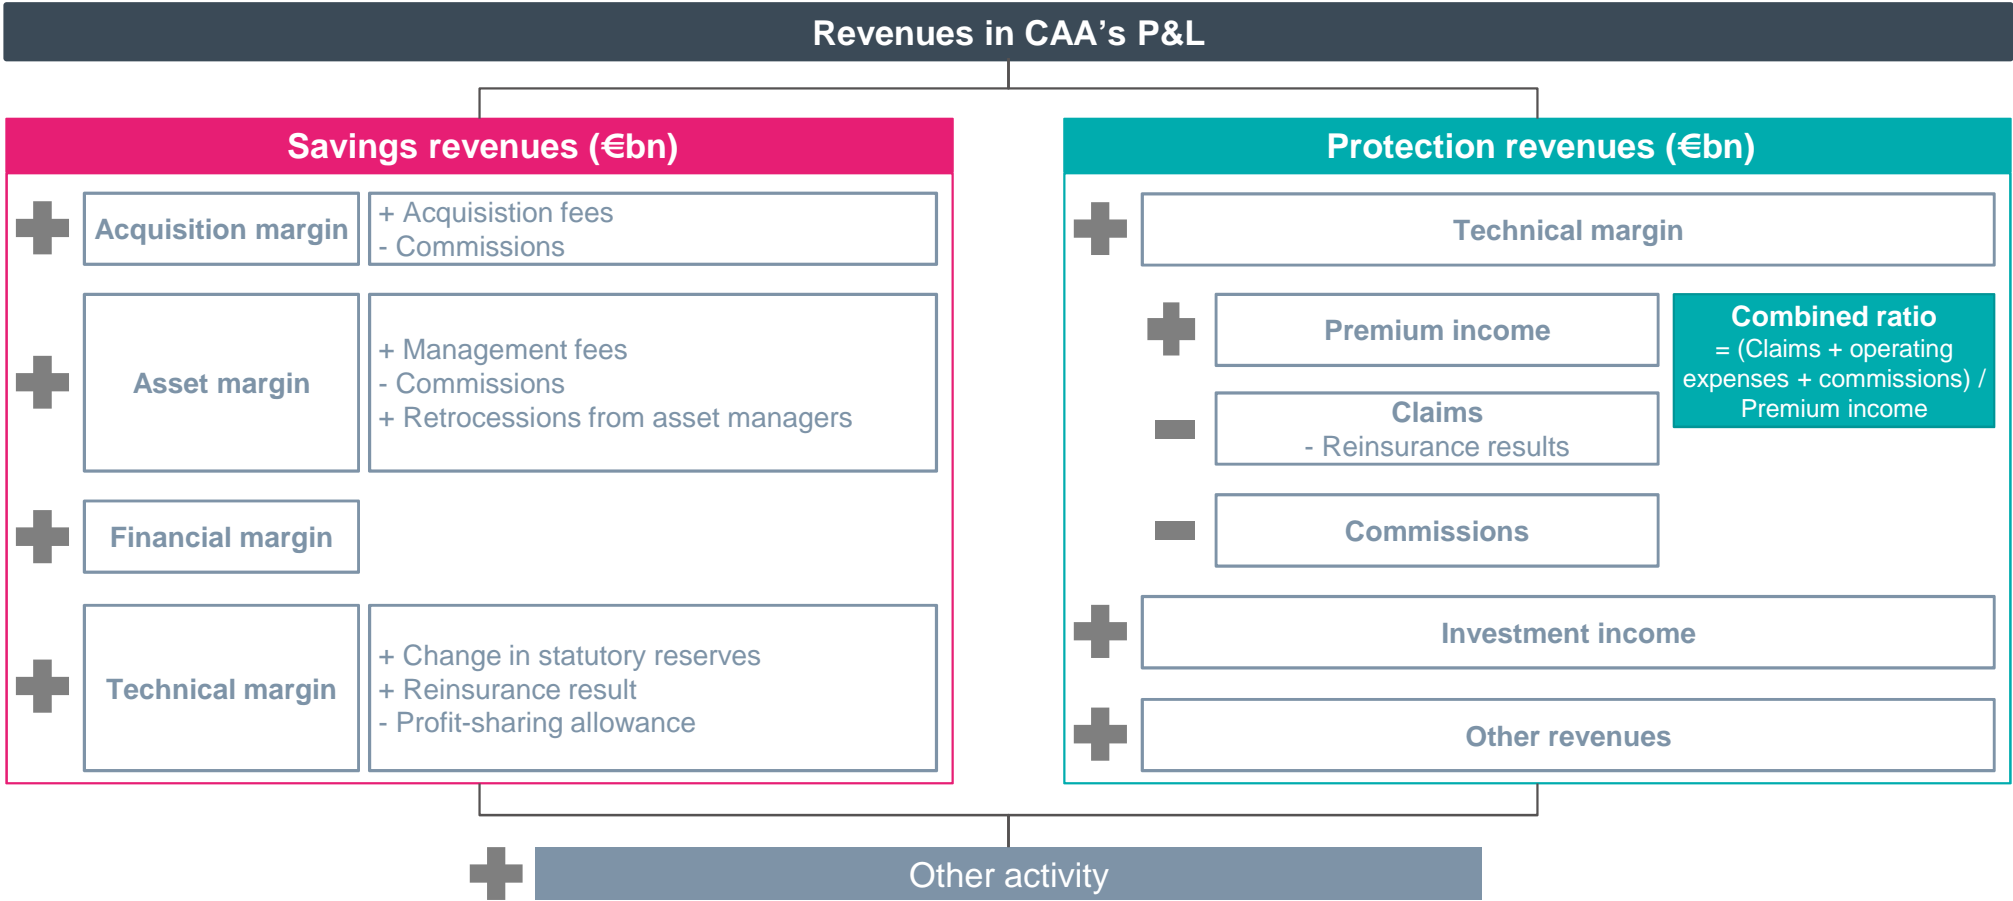 Revenues in CAA’s P&L
Savings revenues (€bn)
Acquisition margin
+ Acquisistion fees
- Commissions
Asset margin
+ Management fees
- Commissions
+ Retrocessions from asset managers
Financial margin
Technical margin
+ Change in statutory reserves
+ Reinsurance result
- Profit-sharing allowance
Protection revenues (€bn)
Technical margin
Premium income
Combined ratio
= (Claims + operating
expenses + commissions) /
Premium income
Claims
- Reinsurance results
Commissions
Investment income
Other revenues
Other activity